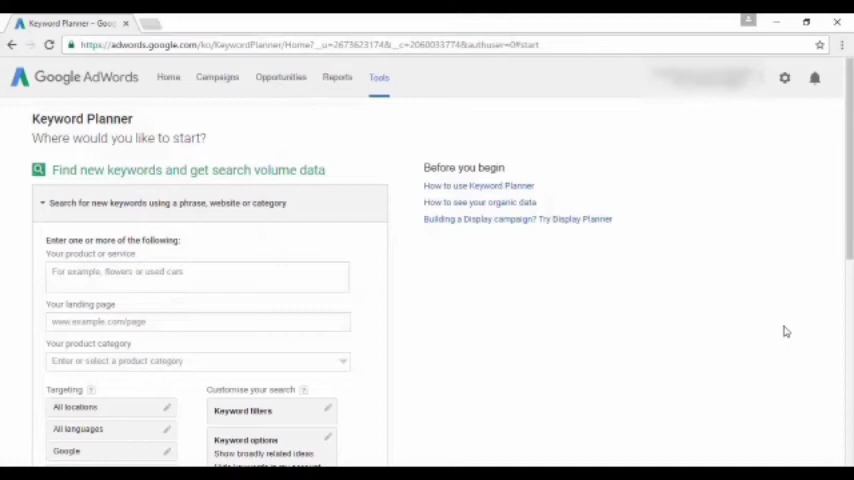 Keyword Planner – Goo
https://adwords.google.com/ko/KeywordPlanner/Home?__u=2673623174&__c=2060033774&authuser=0#start
Google AdWords
Home
Campaigns
Opportunities
Reports
Tools
Keyword Planner
Where would you like to start?
Find new keywords and get search volume data
Search for new keywords using a phrase, website or category
Enter one or more of the following:
Your product or service
For example, flowers or used cars
Your landing page
www.example.com/page
Your product category
Enter or select a product category
Targeting ?
All locations
All languages
Google
Customise your search ?
Keyword filters
Keyword options
Show broadly related ideas
Hide keywords in my account
Before you begin
How to use Keyword Planner
How to see your organic data
Building a Display campaign? Try Display Planner